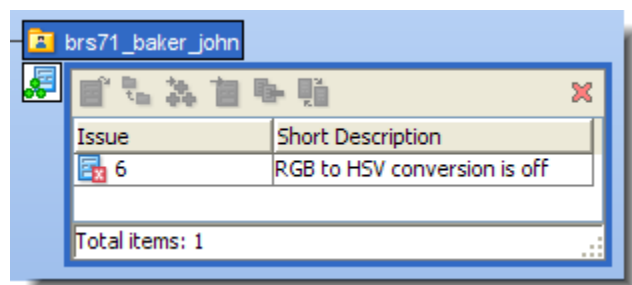 brs71_baker_john
Issue Short Description
6 RGB to HSV conversion is off
Total items: 1